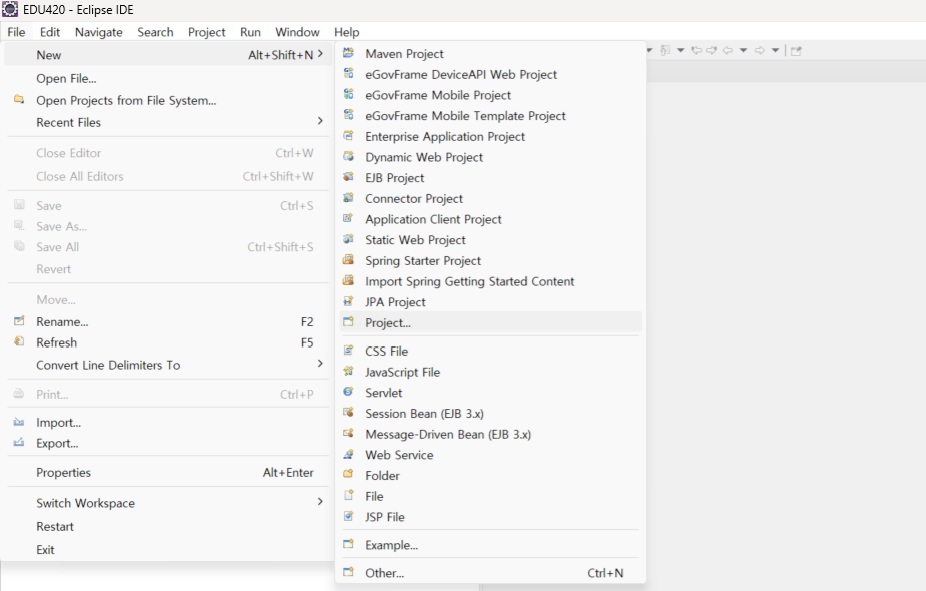 EDU420 - Eclipse IDE
File Edit Navigate Search Project Run Window Help
New Alt+Shift+N
Open File...
Open Projects from File System...
Recent Files
Close Editor Ctrl+W
Close All Editors Ctrl+Shift+W
Save Ctrl+S
Save As...
Save All Ctrl+Shift+S
Revert
Move...
Rename... F2
Refresh F5
Convert Line Delimiters To
Print... Ctrl+P
Import...
Export...
Properties Alt+Enter
Switch Workspace
Restart
Exit
Maven Project
eGovFrame DeviceAPI Web Project
eGovFrame Mobile Project
eGovFrame Mobile Template Project
Enterprise Application Project
Dynamic Web Project
EJB Project
Connector Project
Application Client Project
Static Web Project
Spring Starter Project
Import Spring Getting Started Content
JPA Project
Project...
CSS File
JavaScript File
Servlet
Session Bean (EJB 3.x)
Message-Driven Bean (EJB 3.x)
Web Service
Folder
File
JSP File
Example...
Other... Ctrl+N